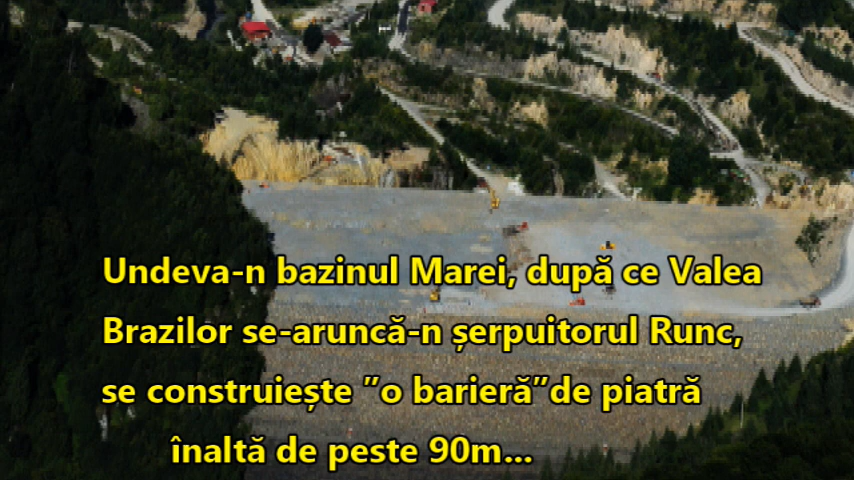 Undeva-n bazinul Marei, după ce Valea
Brazilor se-aruncă-n șerpuitorul Runc,
se construiește ”o barieră”de piatră
înaltă de peste 90m...